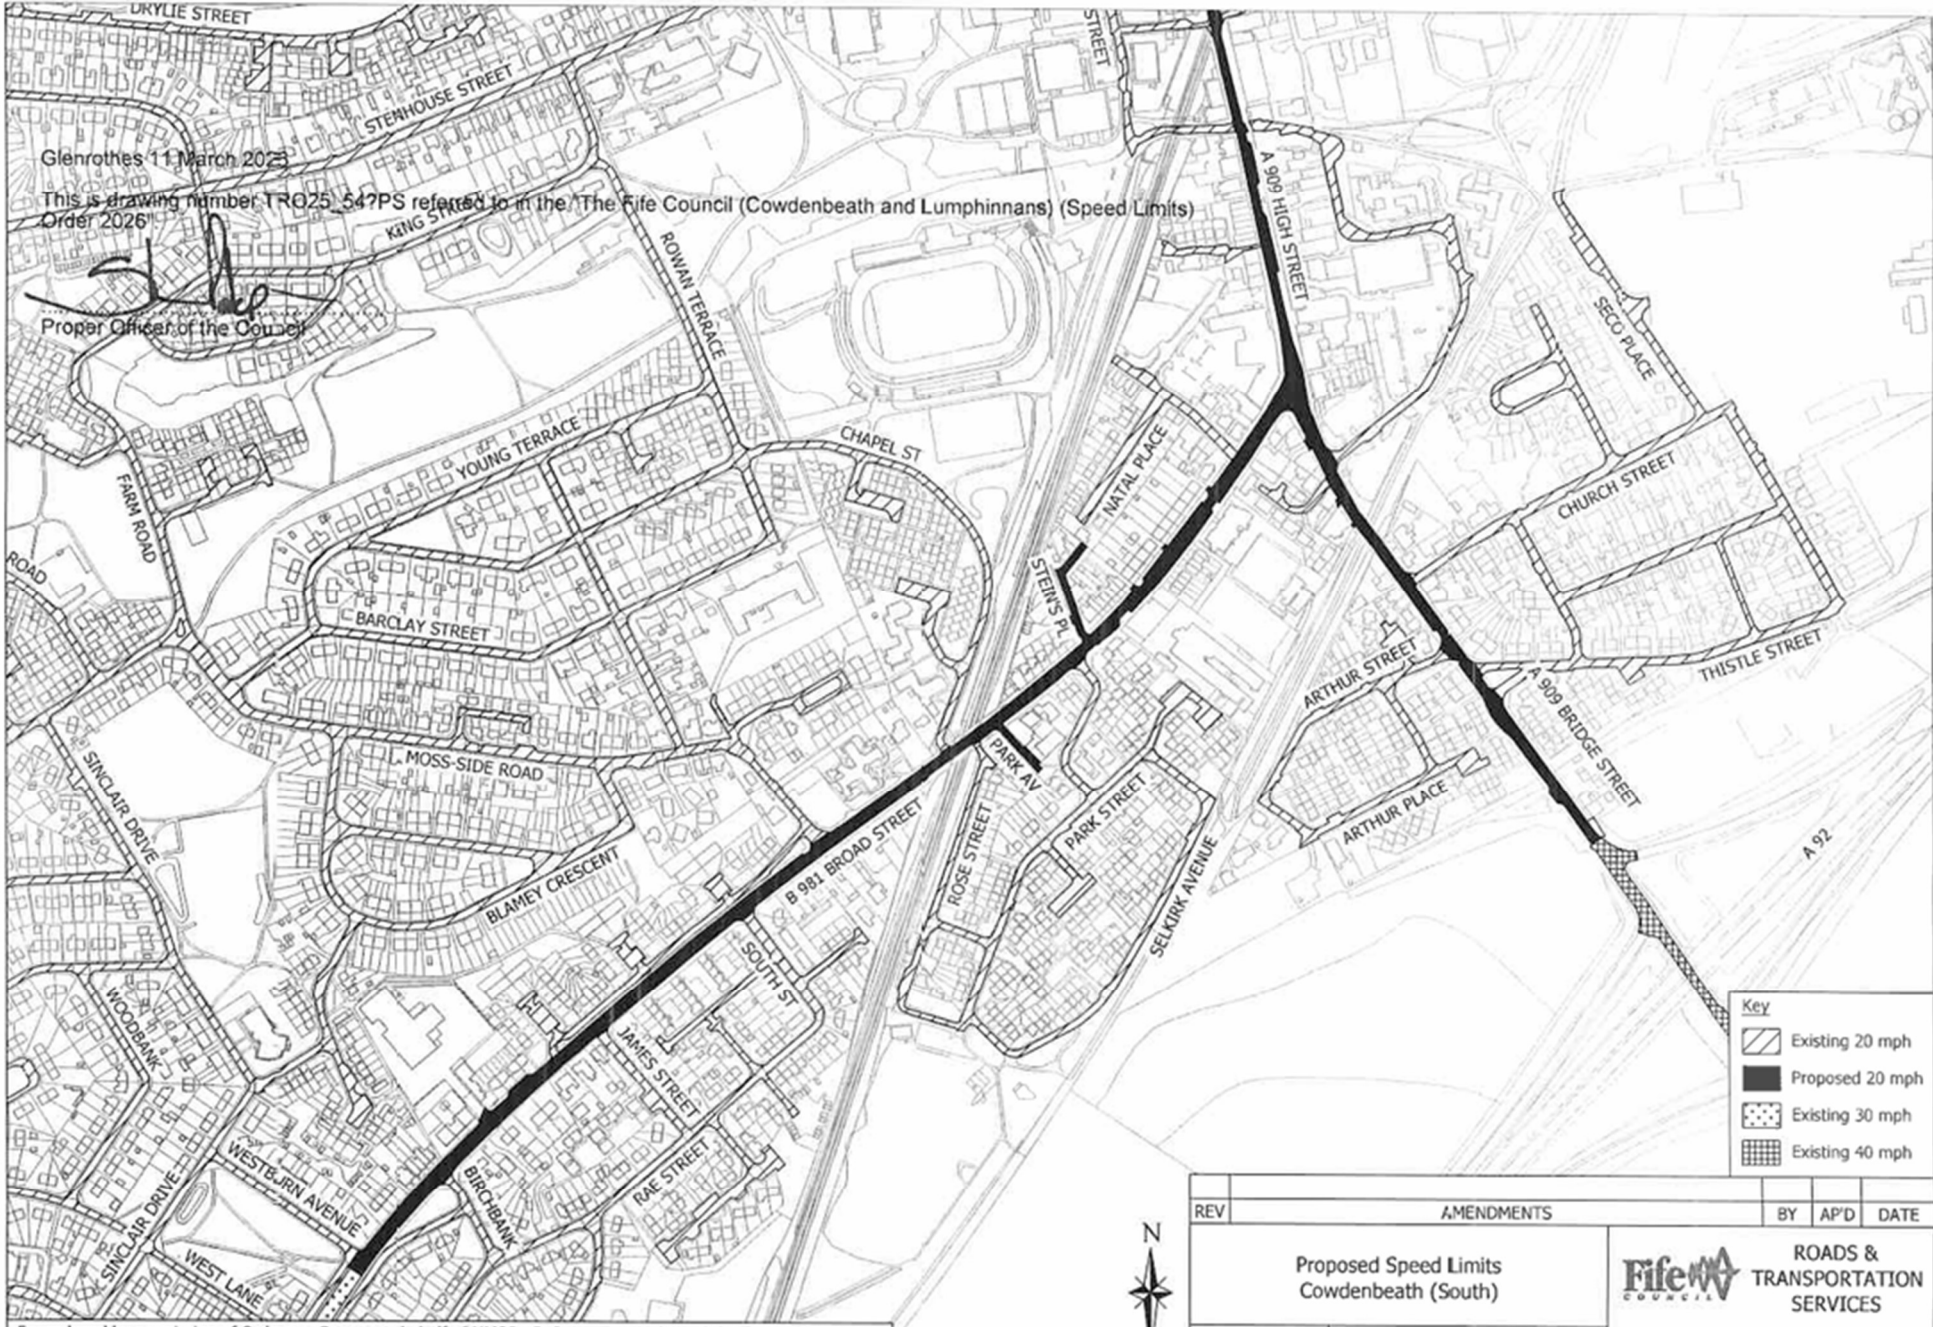 DRYLIE STREET
STREET
STENHOUSE STREET
Glenrothes 11 March
This is drawing number referred to in the "The Fife Council (Cowdenbeath and Lumphinnans) (Speed Limits)
Order 2026"
KING STREET
A 909 HIGH STREET
ROWAN TERRACE
Proper Officer of the Council
SECO PLACE
YOUNG TERRACE
CHAPEL ST
NATAL PLACE
CHURCH STREET
FARM ROAD
ROAD
STEIN'S PL
BARCLAY STREET
ARTHUR STREET
THISTLE STREET
A 909 BRIDGE STREET
MOSS-SIDE ROAD
SINCLAIR DRIVE
PARK AV
PARK STREET
ARTHUR PLACE
A 92
B 981 BROAD STREET
ROSE STREET
BLAMEY CRESCENT
SELKIRK AVENUE
SOUTH ST
WOODBANK
JAMES STREET
Key
Existing 20 mph
Proposed 20 mph
Existing 30 mph
Existing 40 mph
WESTBURN AVENUE
RAE STREET
BIRCHBANK
SINCLAIR DRIVE
WEST LANE
REV AMENDMENTS BY AP'D DATE
N
Proposed Speed Limits
Cowdenbeath (South)
Fife
COUNCIL
ROADS &
TRANSPORTATION
SERVICES